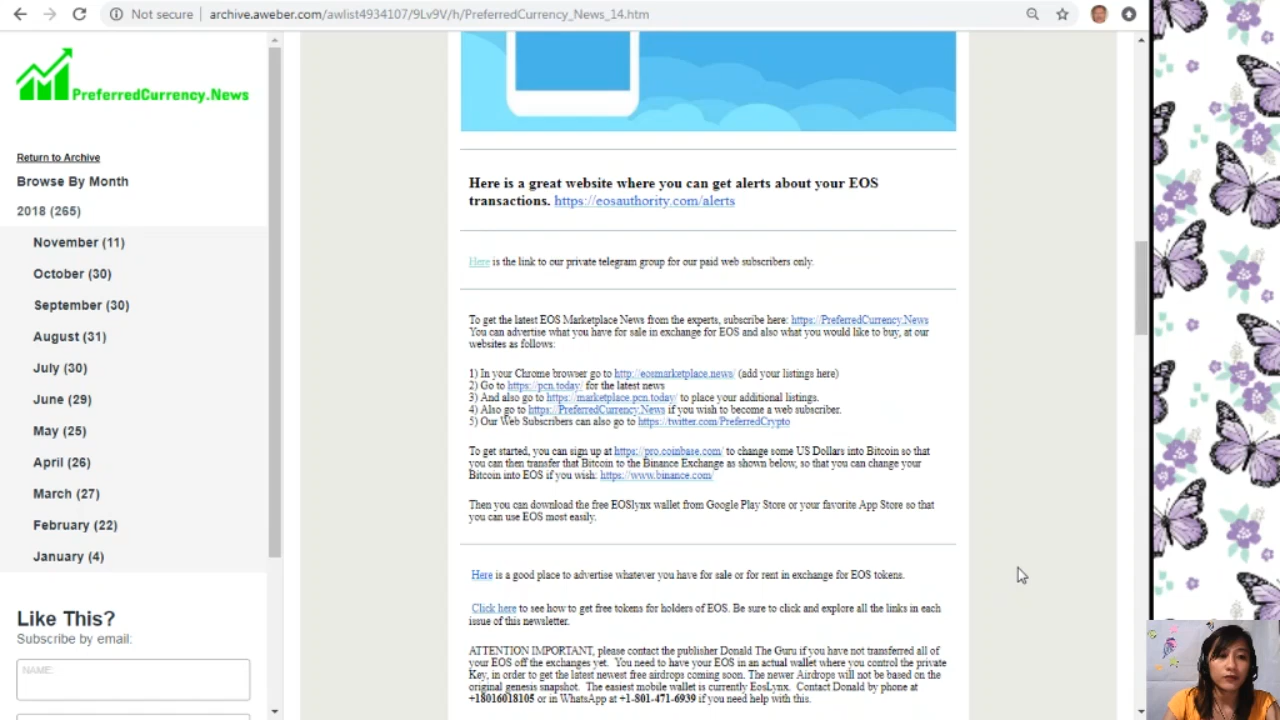 Not secure archive.aweber.com/awlist4934107/9Lv9V/h/PreferredCurrency_News_14.htm
PreferredCurrency.News
Return to Archive
Browse By Month
2018 (265)
November (11)
October (30)
September (30)
August (31)
July (30)
June (29)
May (25)
April (26)
March (27)
February (22)
January (4)
Like This?
Subscribe by email:
NAME:
Here is a great website where you can get alerts about your EOS
transactions. https://eosauthority.com/alerts
Here is the link to our private telegram group for our paid web subscribers only.
To get the latest EOS Marketplace News from the experts, subscribe here: https://PreferredCurrency.News
You can advertise what you have for sale in exchange for EOS and also what you would like to buy, at our
websites as follows:
1) In your Chrome browser go to http://eosmarketplace.news/ (add your listings here)
2) Go to https://pcn.today/ for the latest news
3) And also go to https://marketplace.pcn.today/ to place your additional listings.
4) Also go to https://PreferredCurrency.News if you wish to become a web subscriber.
5) Our Web Subscribers can also go to https://twitter.com/PreferredCrypto
To get started, you can sign up at https://pro.coinbase.com/ to change some US Dollars into Bitcoin so that
you can then transfer that Bitcoin to the Binance Exchange as shown below, so that you can change your
Bitcoin into EOS if you wish: https://www.binance.com/
Then you can download the free EOSlynx wallet from Google Play Store or your favorite App Store so that
you can use EOS most easily.
Here is a good place to advertise whatever you have for sale or for rent in exchange for EOS tokens.
Click here to see how to get free tokens for holders of EOS. Be sure to click and explore all the links in each
issue of this newsletter.
ATTENTION IMPORTANT, please contact the publisher Donald The Guru if you have not transferred all of
your EOS off the exchanges yet. You need to have your EOS in an actual wallet where you control the private
Key, in order to get the latest newest free airdrops coming soon. The newer Airdrops will not be based on the
original genesis snapshot. The easiest mobile wallet is currently EosLynx. Contact Donald by phone at
+18016018105 or in WhatsApp at +1-801-471-6939 if you need help with this.